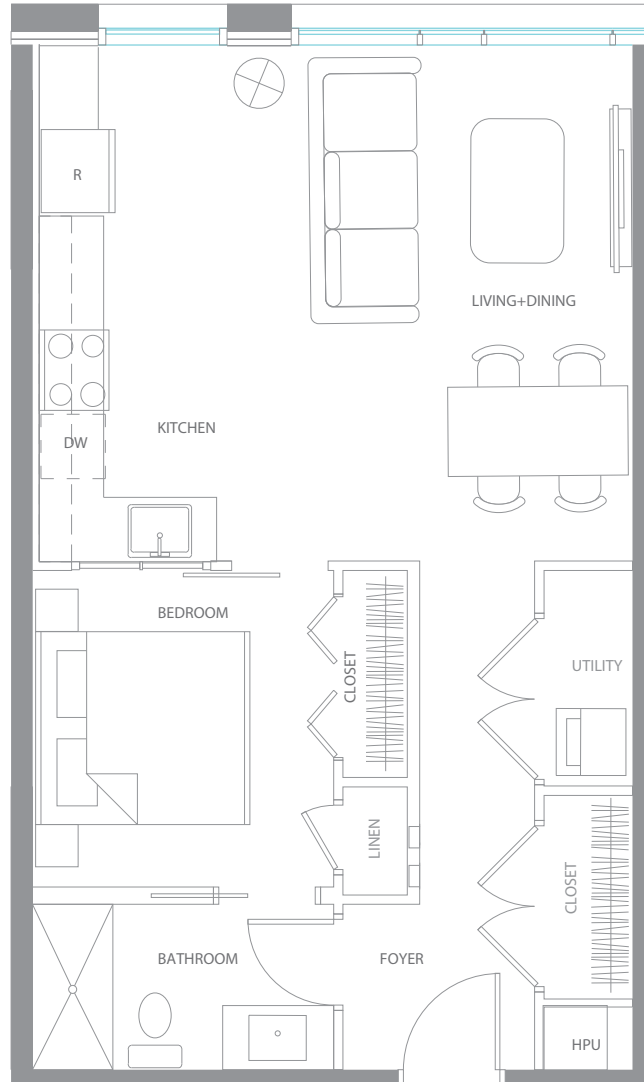 R
LIVING+DINING
KITCHEN
DW
BEDROOM
CLOSET
UTILITY
LINEN
CLOSET
BATHROOM
FOYER
HPU